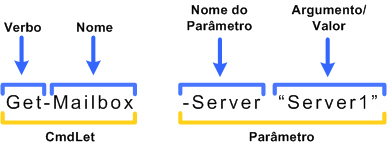 Verbo
Nome
Nome do
Parâmetro
Argumento/
Valor
Get-Mailbox
-Server “Server1”
CmdLet
Parâmetro